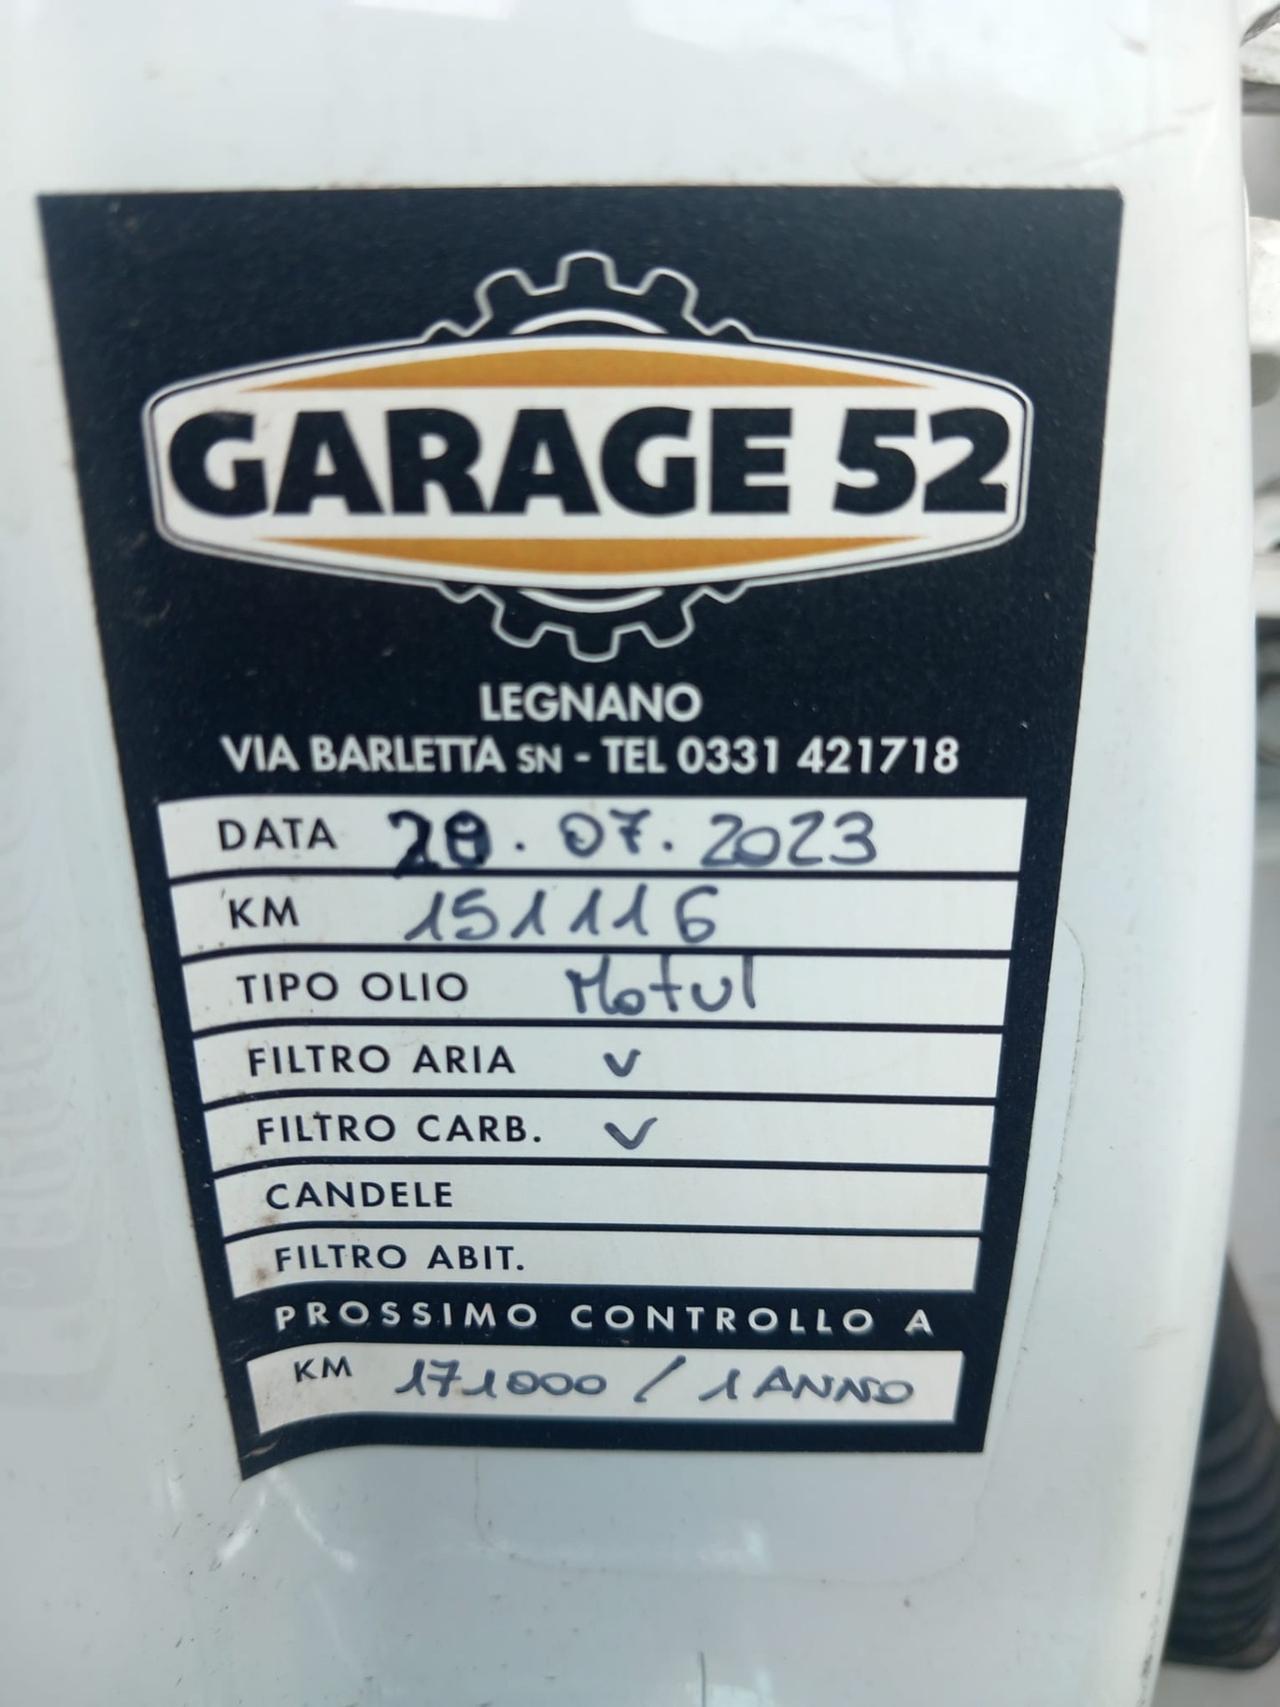 GARAGE 52
LEGNANO
VIA BARLETTA SN - TEL 0331 421718
DATA 28.07.2023
KM 151116
TIPO OLIO Motul
FILTRO ARIA v
FILTRO CARB. v
CANDELE
FILTRO ABIT.
PROSSIMO CONTROLLO A
KM 171000 / 1 ANNO